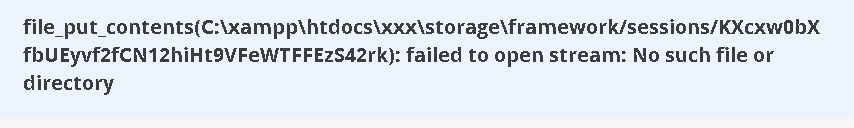 file_put_contents(C:\xampp\htdocs\xxx\storage\framework/sessions/KXcxw0bX
fbUEyvf2fCN12hiHt9VFeWTFFEzS42rk): failed to open stream: No such file or
directory